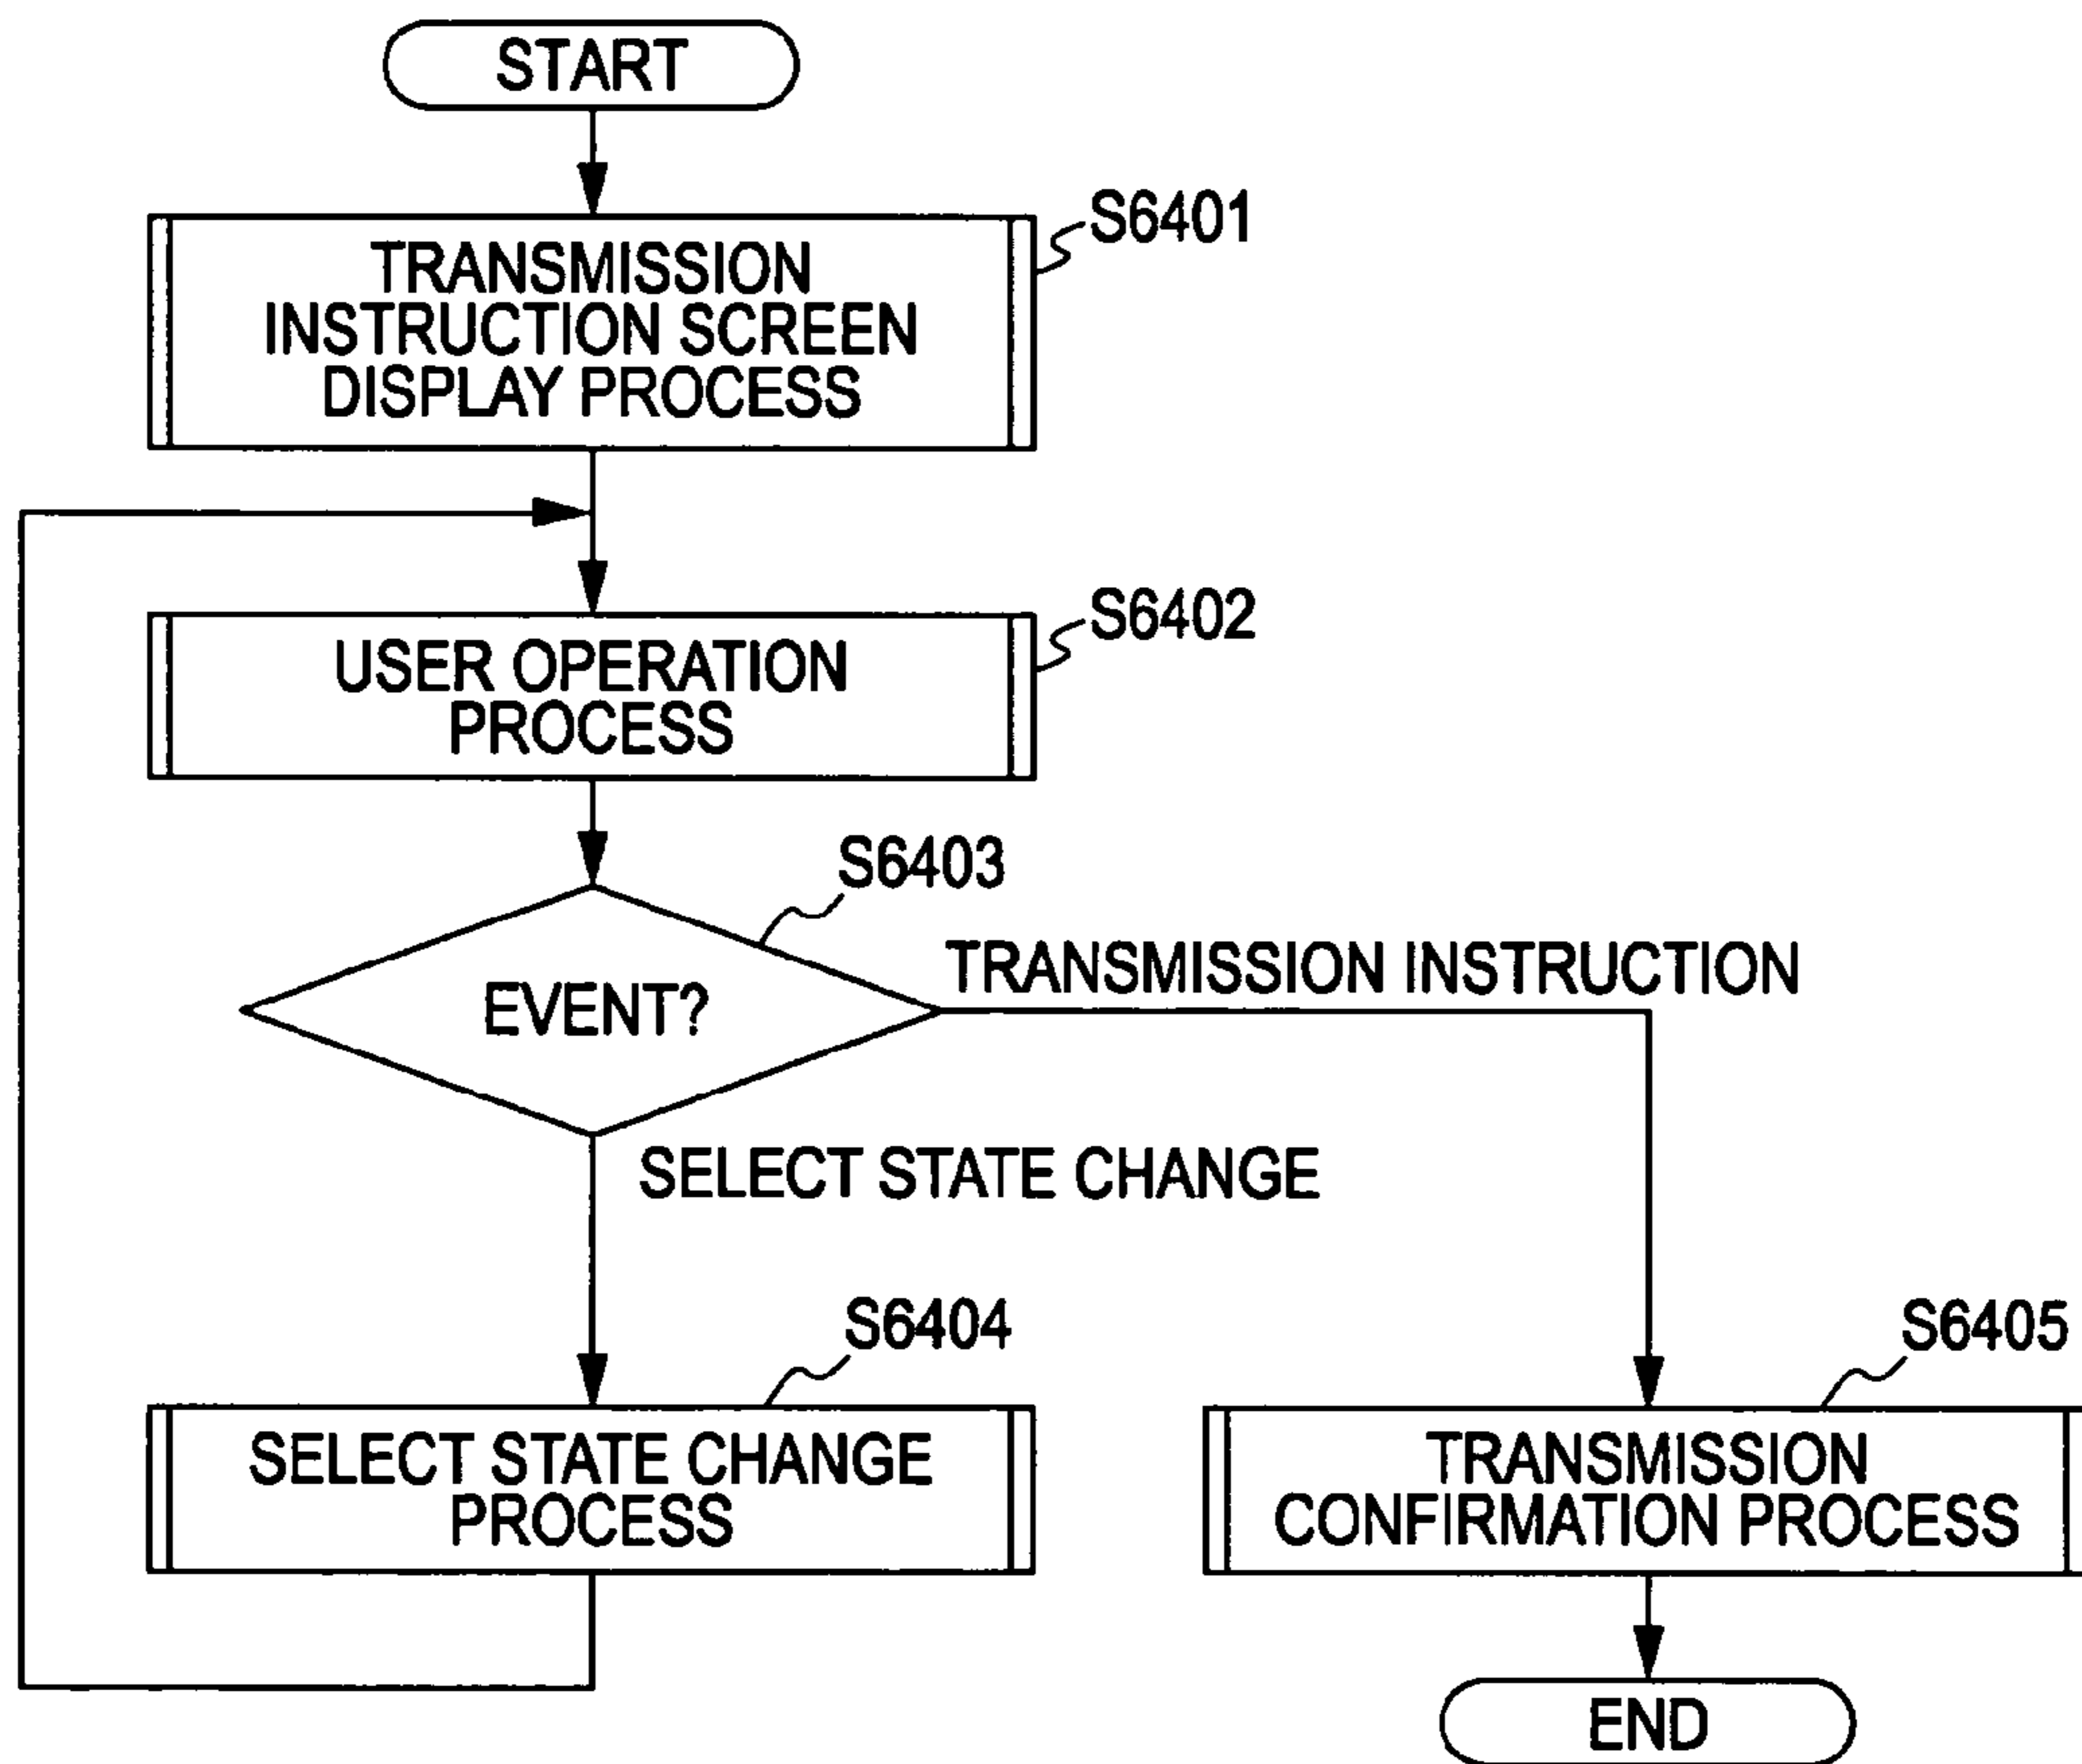 START
S6401
TRANSMISSION
INSTRUCTION SCREEN
DISPLAY PROCESS
S6402
USER OPERATION
PROCESS
S6403
EVENT?
TRANSMISSION INSTRUCTION
SELECT STATE CHANGE
S6404
SELECT STATE CHANGE
PROCESS
S6405
TRANSMISSION
CONFIRMATION PROCESS
END